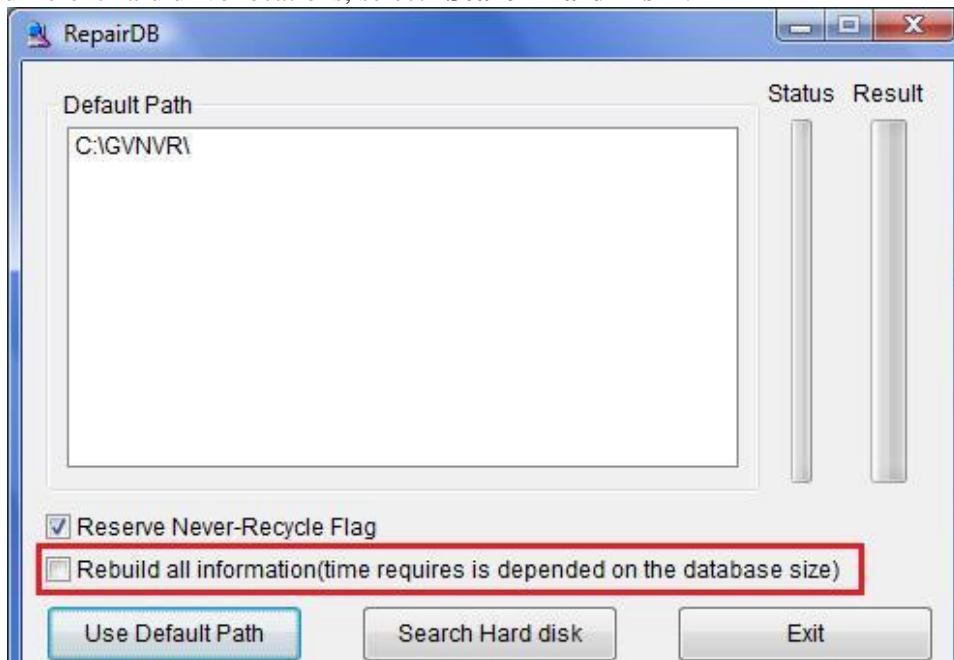 RepairDB
Status Result
Default Path
C:\GVNVR\
Reserve Never-Recycle Flag
Rebuild all information(time requires is depended on the database size)
Use Default Path
Search Hard disk
Exit